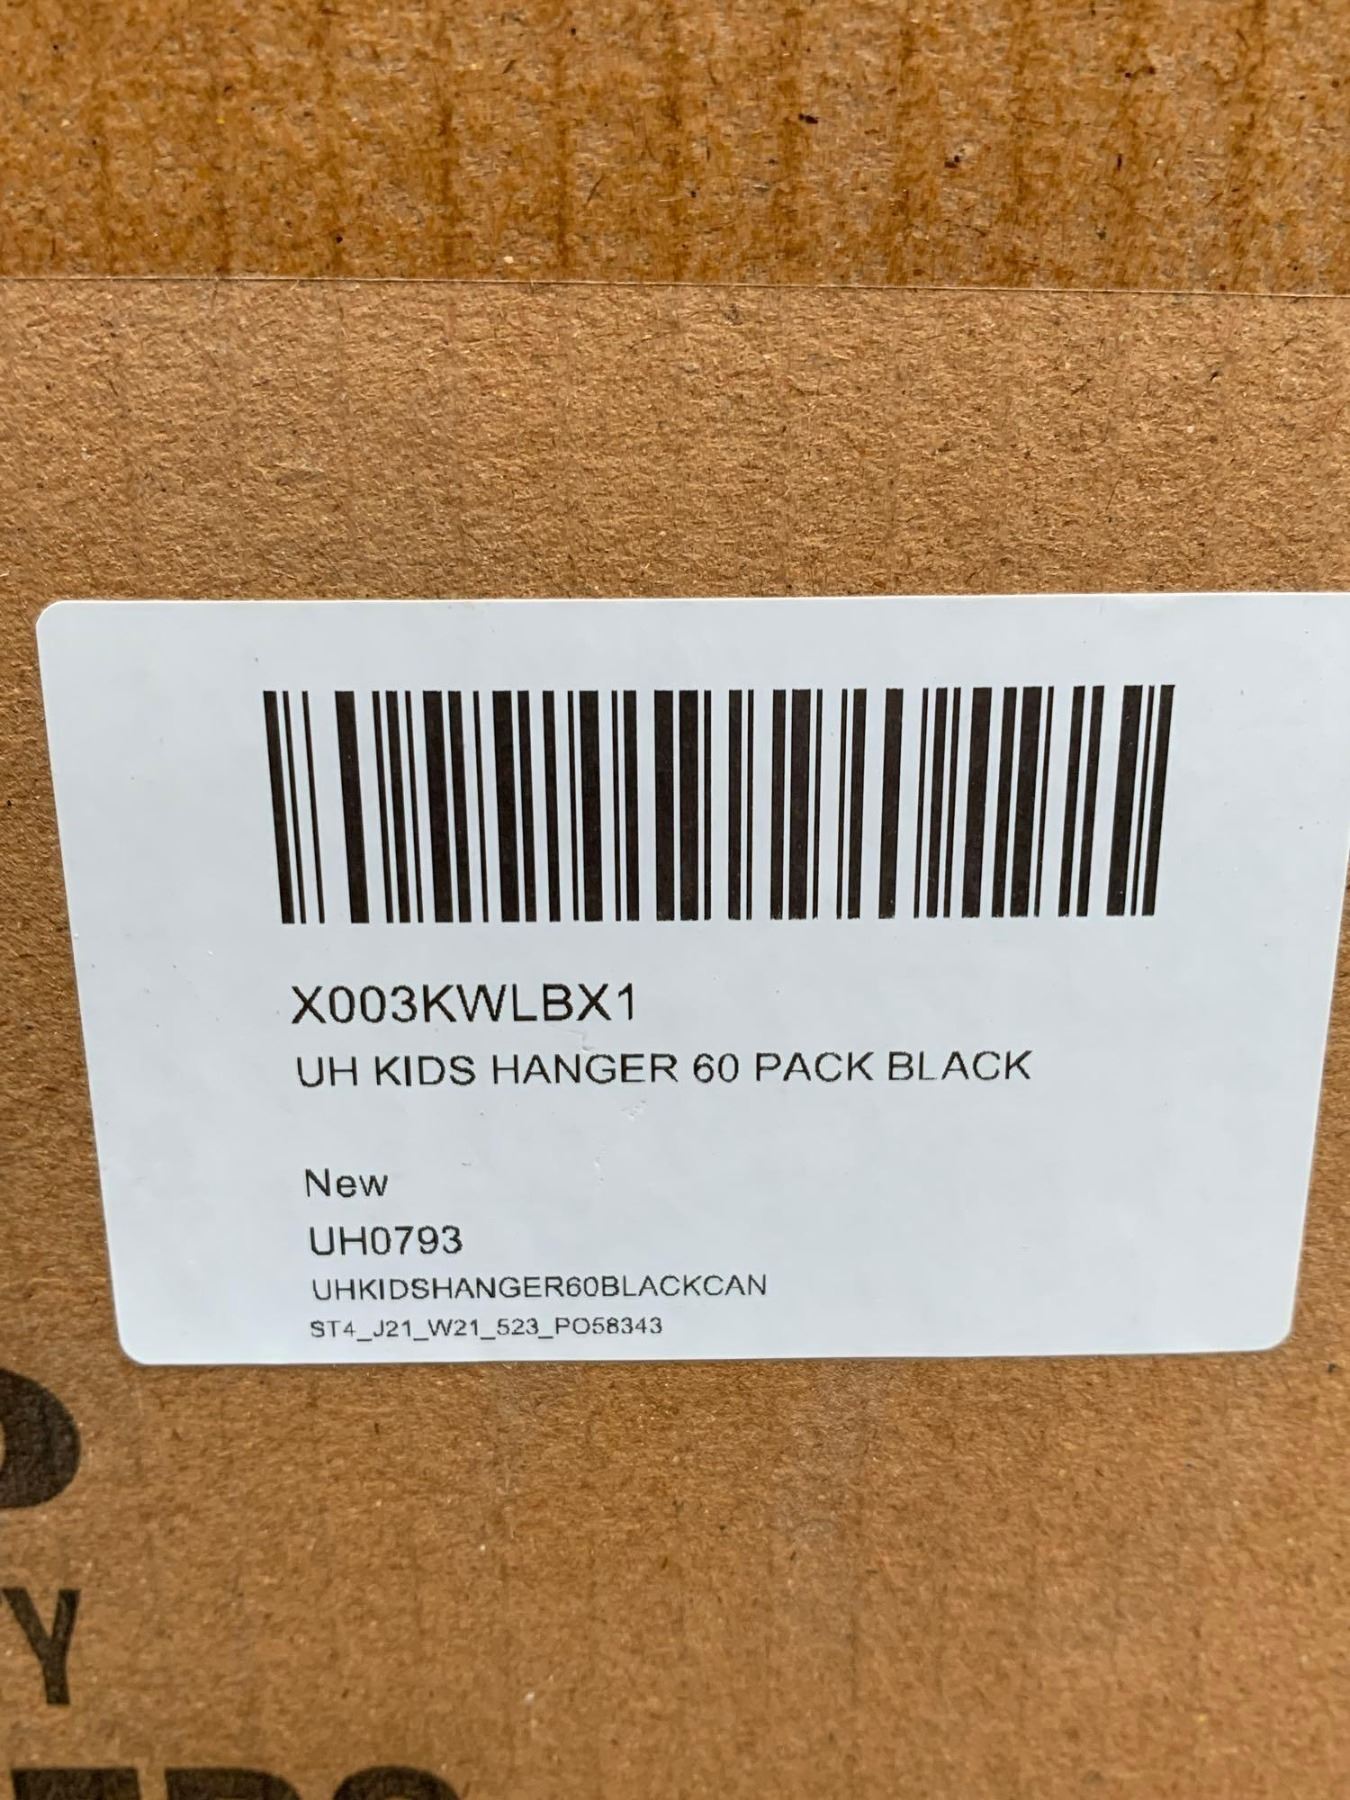 X003KWLBX1
UH KIDS HANGER 60 PACK BLACK
New
UH0793
UHKIDSHANGER60BLACKCAN
ST4_J21_W21_523_PO58343